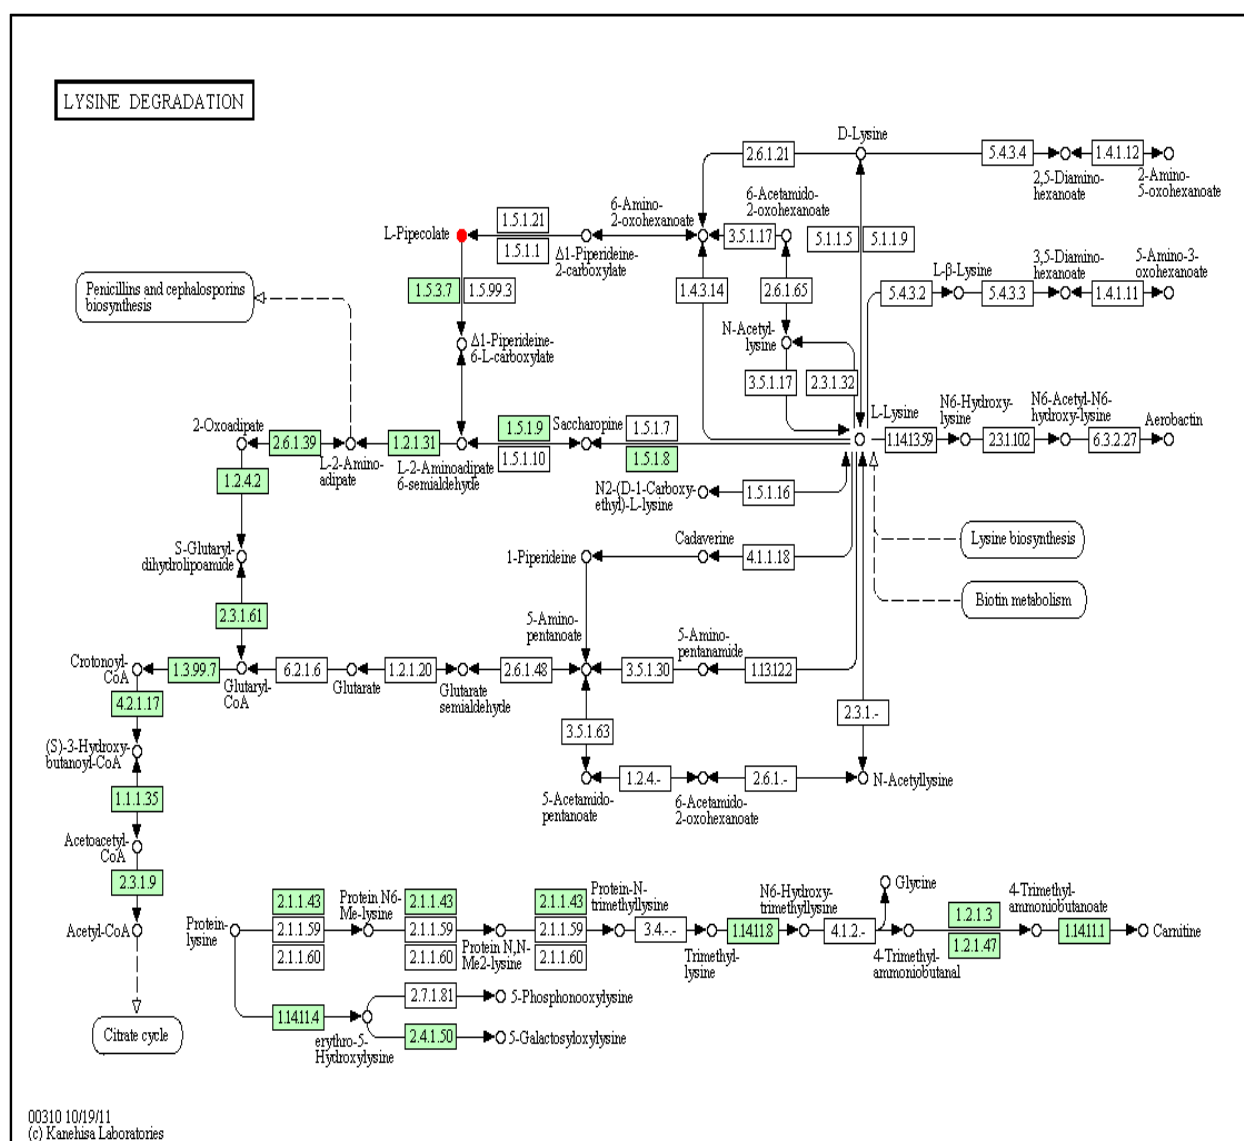 LYSINE DEGRADATION
D-Lysine
2.6.1.21
5.4.3.4
1.4.1.12
2,5-Diamino-
hexanoate
2-Amino-
5-oxohexanoate
6-Amino-
2-oxohexanoate
6-Acetamido-
2-oxohexanoate
L-Pipecolate
1.5.1.21
1.5.1.1
Δ1-Piperideine-
2-carboxylate
3.5.1.17
5.1.1.5
5.1.1.9
L-β-Lysine
3,5-Diamino-
hexanoate
5-Amino-3-
oxohexanoate
Penicillins and cephalosporins
biosynthesis
1.5.3.7
1.5.99.3
1.4.3.14
2.6.1.65
5.4.3.2
5.4.3.3
1.4.1.11
Δ1-Piperideine-
6-L-carboxylate
N-Acetyl-
lysine
3.5.1.17
2.3.1.32
L-Lysine
N6-Hydroxy-
lysine
N6-Acetyl-N6-
hydroxy-lysine
Aerobactin
2-Oxoadipate
2.6.1.39
1.2.1.31
1.5.1.9
1.5.1.10
Saccharopine
1.5.1.7
1.5.1.8
1.14.13.59
2.3.1.102
6.3.2.27
L-2-Amino-
adipate
L-2-Aminoadipate
6-semialdehyde
1.2.4.2
N2-(D-1-Carboxy-
ethyl)-L-lysine
1.5.1.16
S-Glutaryl-
dihydrolipoamide
1-Piperideine
Cadaverine
4.1.1.18
Lysine biosynthesis
Biotin metabolism
2.3.1.61
5-Amino-
pentanoate
5-Amino-
pentanamide
Crotonoyl-
CoA
1.3.99.7
Glutaryl-
CoA
6.2.1.6
Glutarate
1.2.1.20
Glutarate
semialdehyde
2.6.1.48
3.5.1.30
1.13.12.2
4.2.1.17
2.3.1.-
3.5.1.63
(S)-3-Hydroxy-
butanoyl-CoA
1.2.4.-
2.6.1.-
N-Acetyllysine
5-Acetamido-
pentanoate
6-Acetamido-
2-oxohexanoate
1.1.1.35
Acetoacetyl-
CoA
2.3.1.9
Acetyl-CoA
Citrate cycle
Protein-
lysine
2.1.1.43
2.1.1.59
2.1.1.60
Protein N6-
Me-lysine
2.1.1.43
2.1.1.59
2.1.1.60
Protein N,N-
Me2-lysine
2.1.1.43
2.1.1.59
2.1.1.60
Protein-N-
trimethyllysine
3.4.-.-
Trimethyl-
lysine
1.14.11.8
N6-Hydroxy-
trimethyllysine
4.1.2.-
Glycine
4-Trimethyl-
ammoniobutanal
1.2.1.3
1.2.1.47
4-Trimethyl-
ammoniobutanoate
1.14.11.1
Carnitine
1.14.11.4
erythro-5-
Hydroxylysine
2.7.1.81
5-Phosphonooxylysine
2.4.1.50
5-Galactosyloxylysine
00310 10/19/11
(c) Kanehisa Laboratories